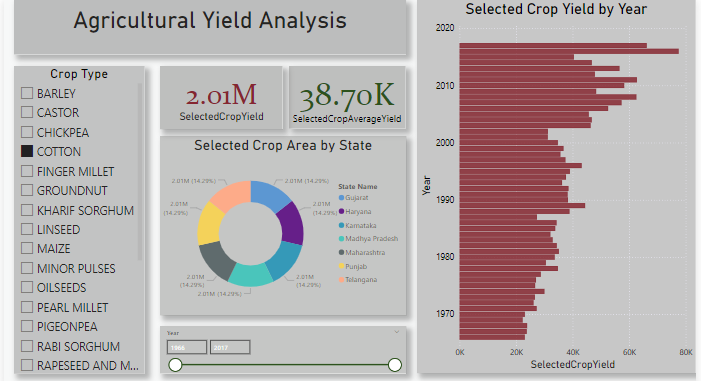 Agricultural Yield Analysis
Crop Type
BARLEY
CASTOR
CHICKPEA
COTTON
FINGER MILLET
GROUNDNUT
KHARIF SORGHUM
LINSEED
MAIZE
MINOR PULSES
OILSEEDS
PEARL MILLET
PIGEONPEA
RABI SORGHUM
RAPESEED AND M...
2.01M
SelectedCropYield
38.70K
SelectedCropAverageYield
Selected Crop Area by State
2.01M (14.29%)
2.01M (14.29%)
2.01M
(14.29%)
2.01M
(14.29%)
2.01M
(14.29%)
2.01M
(14.29%)
2.01M (14.29%)
State Name
Gujarat
Haryana
Karnataka
Madhya Pradesh
Maharashtra
Punjab
Telangana
Year
1966
2017
Selected Crop Yield by Year
2020
2010
2000
1990
1980
1970
Year
0K
20K
40K
60K
80K
SelectedCropYield